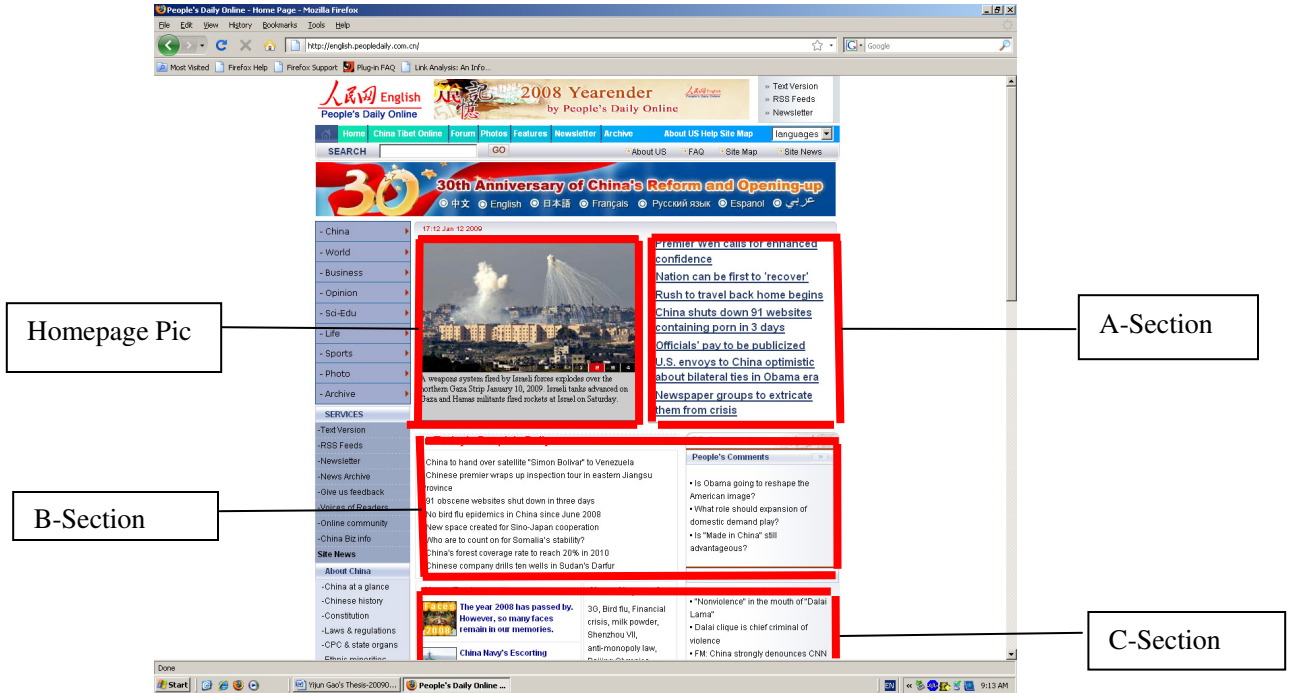 People's Daily Online - Home Page - Mozilla Firefox
File Edit View History Bookmarks Tools Help
http://english.peopledaily.com.cn/
Google
Most Visited Firefox Help Firefox Support Plug-in FAQ Link Analysis: An Info...
人民网 English
People's Daily Online
2008 Yearender
by People's Daily Online
» Text Version
» RSS Feeds
» Newsletter
Home China Tibet Online Forum Photos Features Newsletter Archive About US Help Site Map languages
SEARCH GO About US FAQ Site Map Site News
30
30th Anniversary of China's Reform and Opening-up
中文 English 日本語 Français Русский язык Espanol عربي
- China
- World
- Business
- Opinion
- Sci-Edu
- Life
- Sports
- Photo
- Archive
SERVICES
-Text Version
-RSS Feeds
-Newsletter
-News Archive
-Give us feedback
-Voices of Readers
-Online community
-China Biz info
Site News
About China
-China at a glance
-Chinese history
-Constitution
-Laws & regulations
-CPC & state organs
-Ethnic minorities
17:12 Jan 12 2009
A weapons system fired by Israeli forces explodes over the
northern Gaza Strip January 10, 2009. Israeli tanks advanced on
Gaza and Hamas militants fired rockets at Israel on Saturday.
Premier Wen calls for enhanced
confidence
Nation can be first to 'recover'
Rush to travel back home begins
China shuts down 91 websites
containing porn in 3 days
Officials' pay to be publicized
U.S. envoys to China optimistic
about bilateral ties in Obama era
Newspaper groups to extricate
them from crisis
China to hand over satellite "Simon Bolivar" to Venezuela
Chinese premier wraps up inspection tour in eastern Jiangsu
province
91 obscene websites shut down in three days
No bird flu epidemics in China since June 2008
New space created for Sino-Japan cooperation
Who are to count on for Somalia's stability?
China's forest coverage rate to reach 20% in 2010
Chinese company drills ten wells in Sudan's Darfur
People's Comments
• Is Obama going to reshape the
American image?
• What role should expansion of
domestic demand play?
• Is "Made in China" still
advantageous?
Faces
2008
The year 2008 has passed by.
However, so many faces
remain in our memories.
China Navy's Escorting
3G, Bird flu, Financial
crisis, milk powder,
Shenzhou VII,
anti-monopoly law,
• "Nonviolence" in the mouth of "Dalai
Lama"
• Dalai clique is chief criminal of
violence
• FM: China strongly denounces CNN
Homepage Pic
A-Section
B-Section
C-Section
Done
Start Yijun Gao's Thesis-20090... People's Daily Online ... EN 9:13 AM